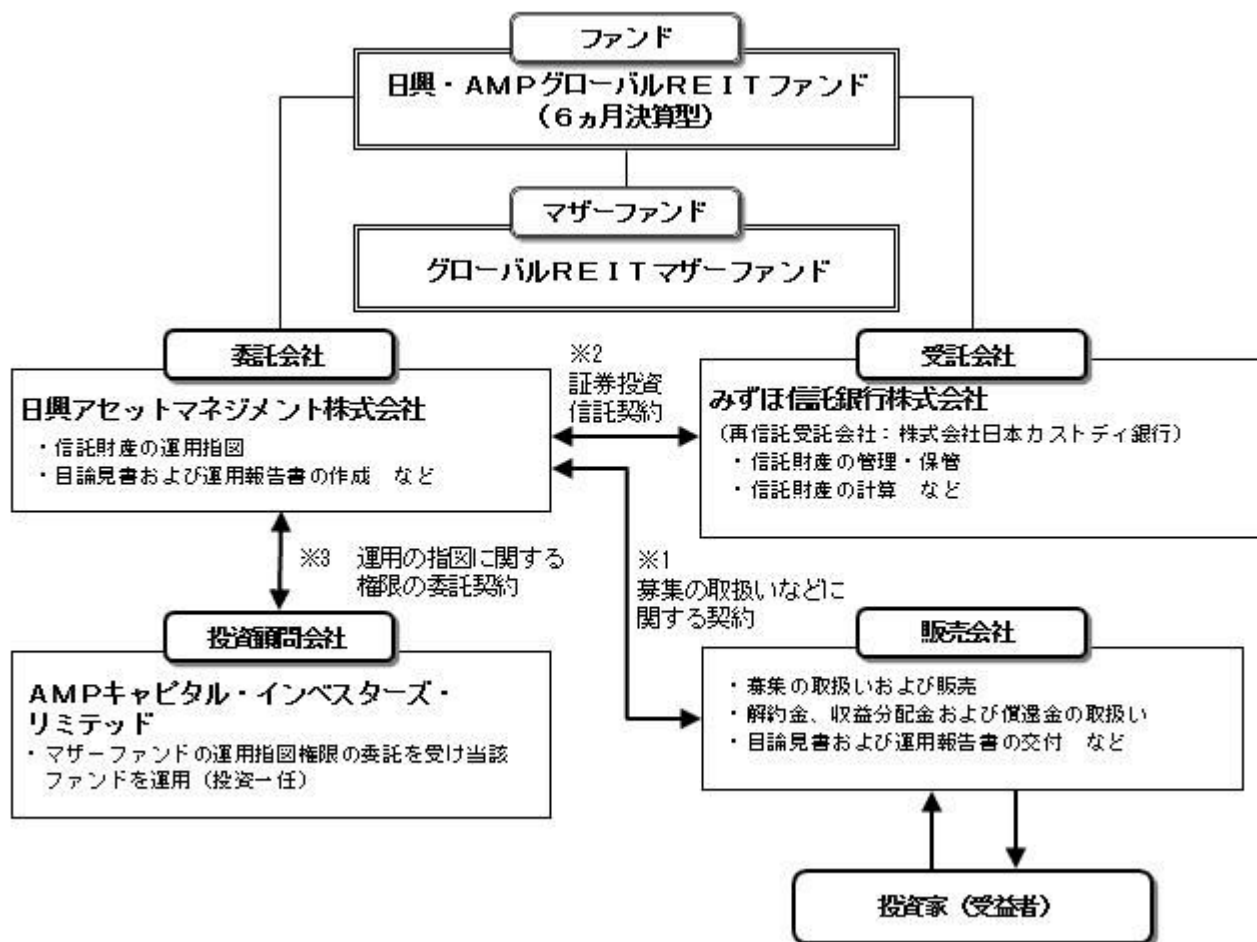 ファンド
日興・AMPグローバルREITファンド
（6ヵ月決算型）
マザーファンド
グローバルREITマザーファンド
委託会社
日興アセットマネジメント株式会社
・信託財産の運用指図
・目論見書および運用報告書の作成　など
※2
証券投資
信託契約
受託会社
みずほ信託銀行株式会社
（再信託受託会社：株式会社日本カストディ銀行）
・信託財産の管理・保管
・信託財産の計算　など
※3　運用の指図に関する
権限の委託契約
※1
募集の取扱いなどに
関する契約
投資顧問会社
AMPキャピタル・インベスターズ・
リミテッド
・マザーファンドの運用指図権限の委託を受け当該
ファンドを運用（投資一任）
販売会社
・募集の取扱いおよび販売
・解約金、収益分配金および償還金の取扱い
・目論見書および運用報告書の交付　など
投資家（受益者）